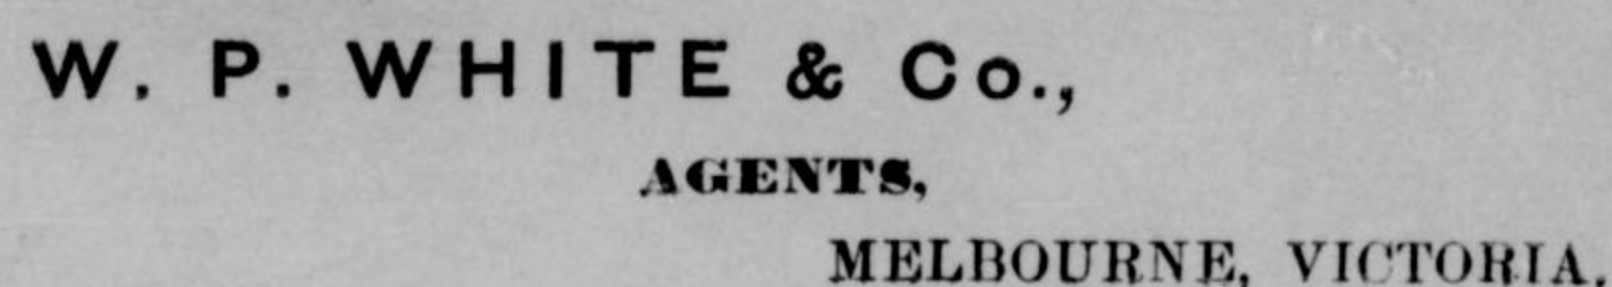 W. P. WHITE & Co.,
AGENTS,
MELBOURNE, VICTORIA.